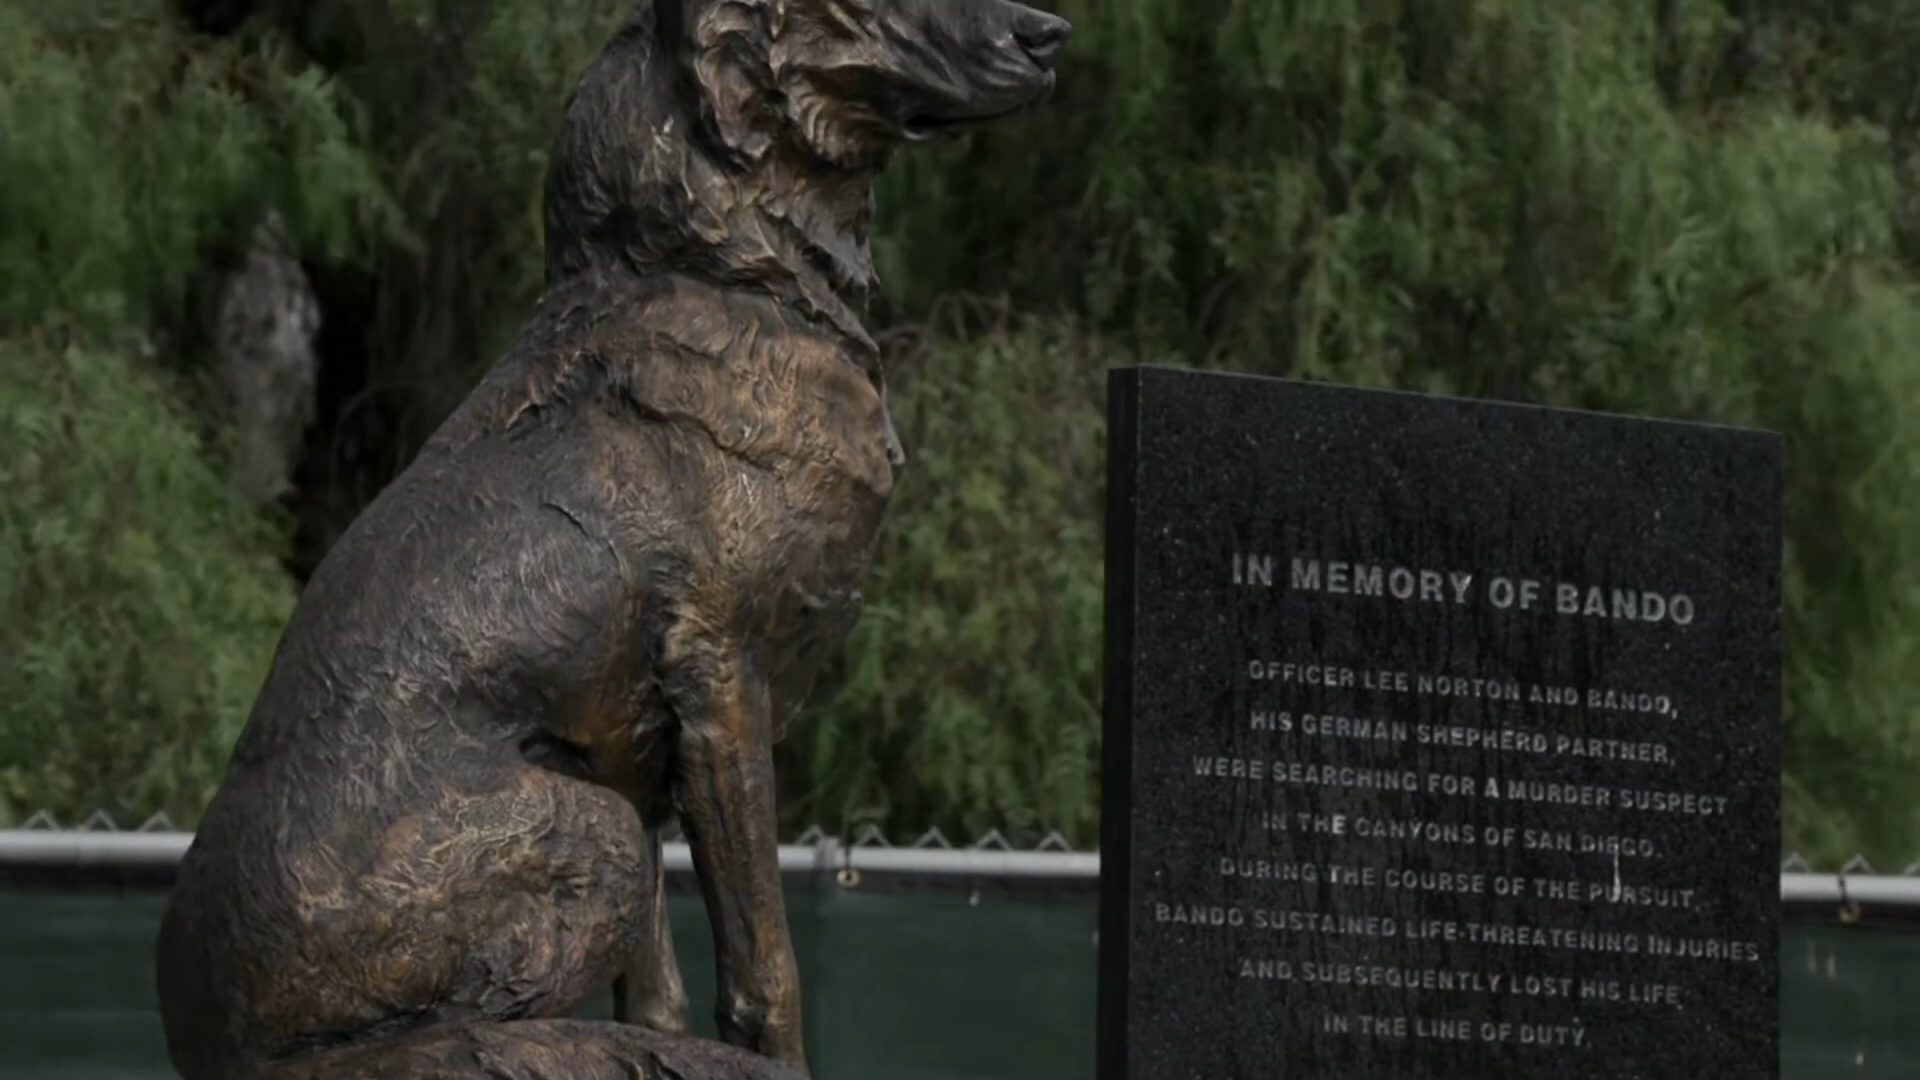 IN MEMORY OF BANDO
OFFICER LEE NORTON AND BANDO,
HIS GERMAN SHEPHERD PARTNER,
WERE SEARCHING FOR A MURDER SUSPECT
IN THE CANYONS OF SAN DIEGO.
DURING THE COURSE OF THE PURSUIT,
BANDO SUSTAINED LIFE-THREATENING INJURIES
AND SUBSEQUENTLY LOST HIS LIFE
IN THE LINE OF DUTY.